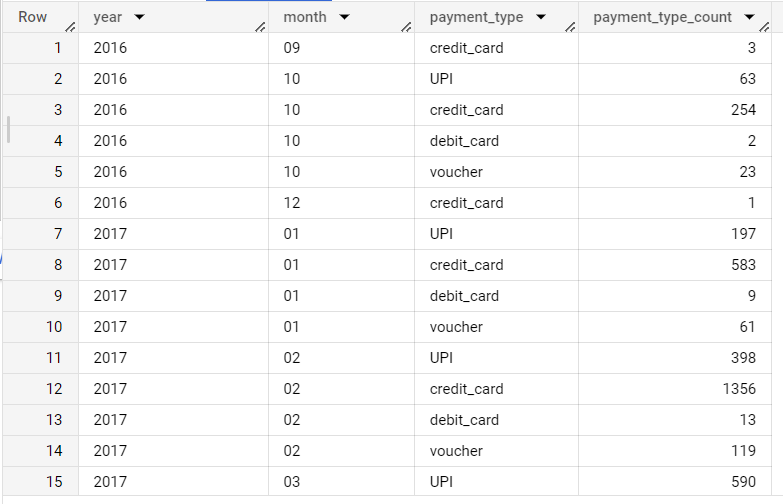 Row year month payment_type payment_type_count
1 2016 09 credit_card 3
2 2016 10 UPI 63
3 2016 10 credit_card 254
4 2016 10 debit_card 2
5 2016 10 voucher 23
6 2016 12 credit_card 1
7 2017 01 UPI 197
8 2017 01 credit_card 583
9 2017 01 debit_card 9
10 2017 01 voucher 61
11 2017 02 UPI 398
12 2017 02 credit_card 1356
13 2017 02 debit_card 13
14 2017 02 voucher 119
15 2017 03 UPI 590